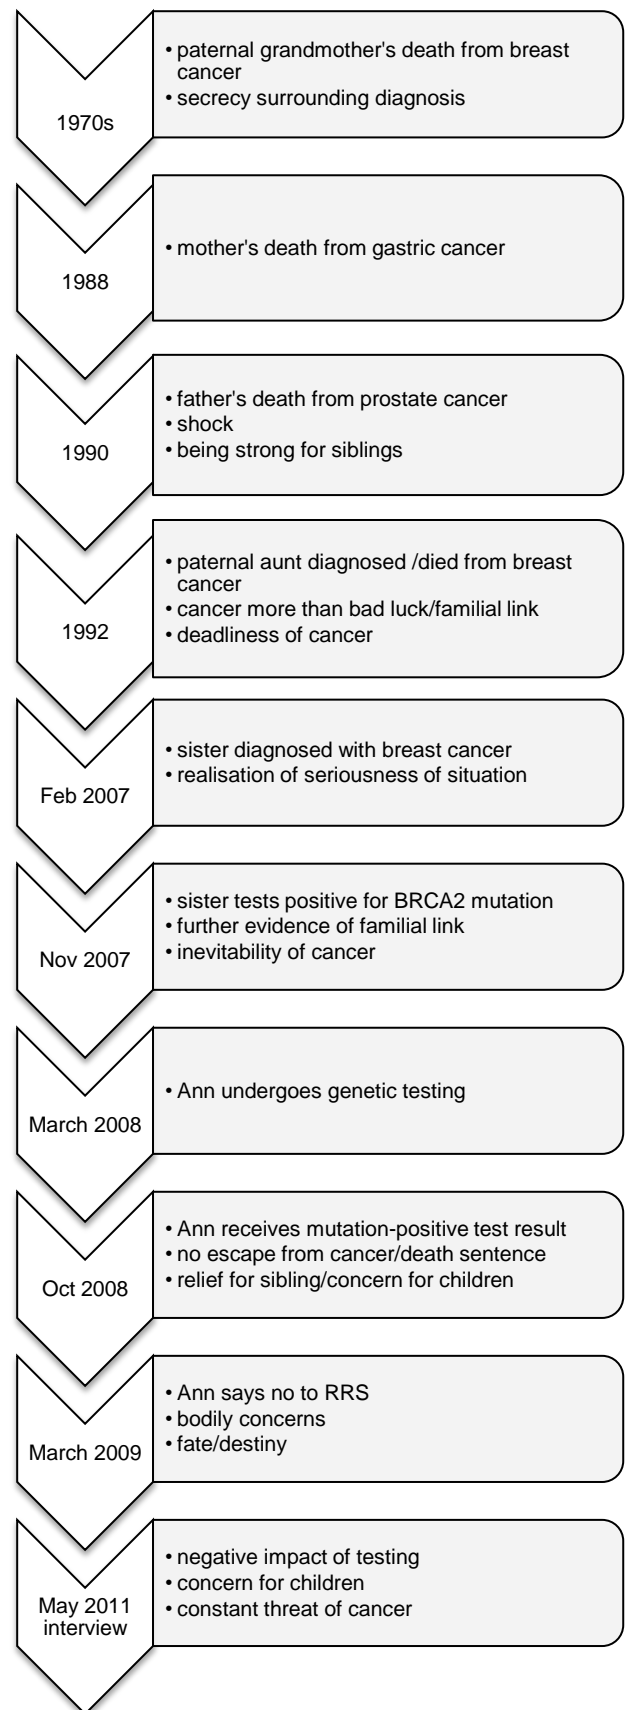 1970s
• paternal grandmother's death from breast
cancer
• secrecy surrounding diagnosis
1988
• mother's death from gastric cancer
1990
• father's death from prostate cancer
• shock
• being strong for siblings
1992
• paternal aunt diagnosed /died from breast
cancer
• cancer more than bad luck/familial link
• deadliness of cancer
Feb 2007
• sister diagnosed with breast cancer
• realisation of seriousness of situation
Nov 2007
• sister tests positive for BRCA2 mutation
• further evidence of familial link
• inevitability of cancer
March 2008
• Ann undergoes genetic testing
Oct 2008
• Ann receives mutation-positive test result
• no escape from cancer/death sentence
• relief for sibling/concern for children
March 2009
• Ann says no to RRS
• bodily concerns
• fate/destiny
May 2011
interview
• negative impact of testing
• concern for children
• constant threat of cancer